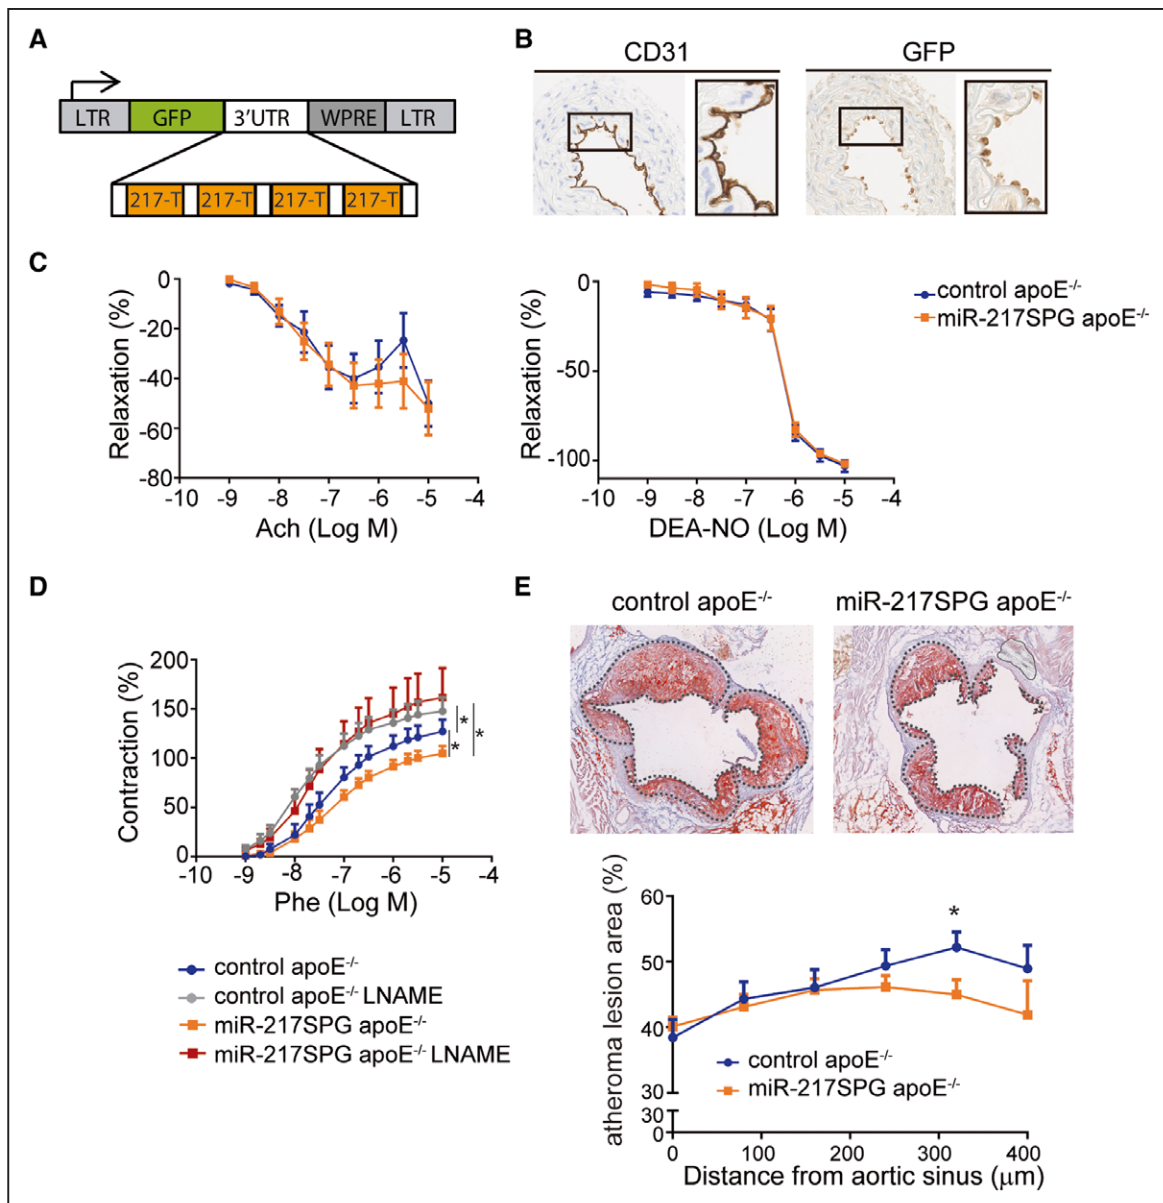 A
LTR GFP 3'UTR WPRE LTR
217-T 217-T 217-T 217-T
B
CD31 GFP
C
Relaxation (%)
0
-20
-40
-60
-80
-10 -9 -8 -7 -6 -5 -4
Ach (Log M)
Relaxation (%)
0
-50
-100
-10 -9 -8 -7 -6 -5 -4
DEA-NO (Log M)
control apoE-/-
miR-217SPG apoE-/-
D
Contraction (%)
200
150
100
50
0
* * *
-10 -9 -8 -7 -6 -5 -4
Phe (Log M)
control apoE-/-
control apoE-/- LNAME
miR-217SPG apoE-/-
miR-217SPG apoE-/- LNAME
E
control apoE-/- miR-217SPG apoE-/-
atheroma lesion area (%)
60
50
40
30
30
0
*
control apoE-/-
miR-217SPG apoE-/-
0 100 200 300 400
Distance from aortic sinus (μm)